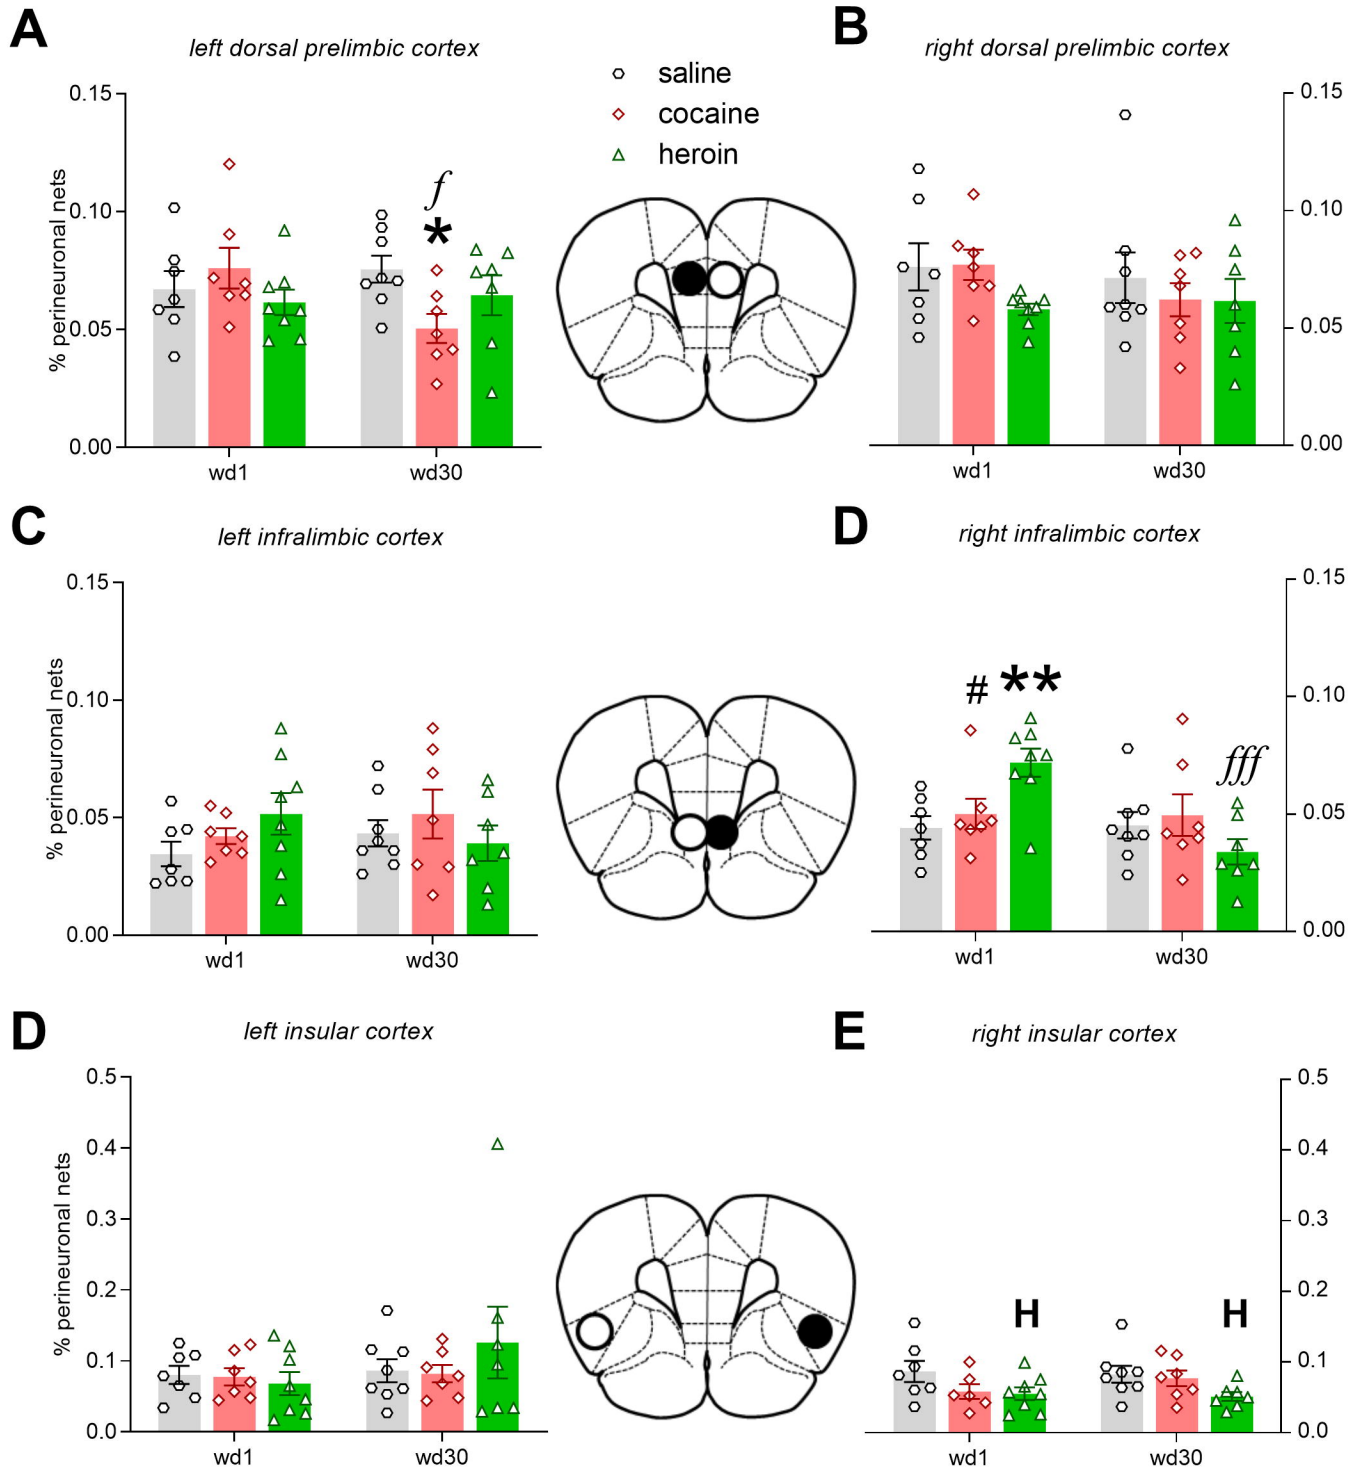 A
left dorsal prelimbic cortex
saline
cocaine
heroin
B
right dorsal prelimbic cortex
% perineuronal nets
0.15
0.10
0.05
0.00
f
*
wd1
wd30
0.15
0.10
0.05
0.00
wd1
wd30
C
left infralimbic cortex
% perineuronal nets
0.15
0.10
0.05
0.00
wd1
wd30
D
right infralimbic cortex
0.15
0.10
0.05
0.00
# **
fff
wd1
wd30
D
left insular cortex
% perineuronal nets
0.5
0.4
0.3
0.2
0.1
0.0
wd1
wd30
E
right insular cortex
0.5
0.4
0.3
0.2
0.1
0.0
H
H
wd1
wd30